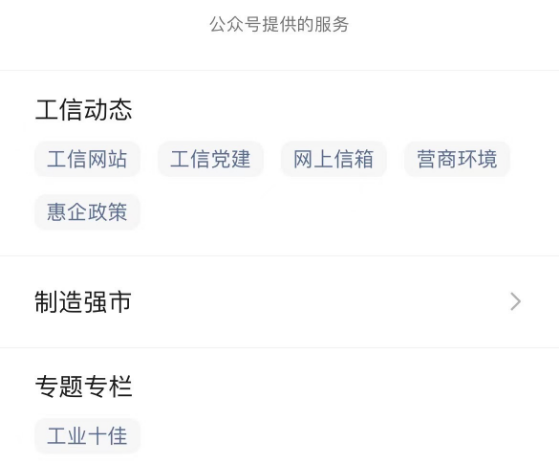 公众号提供的服务
工信动态
工信网站 工信党建 网上信箱 营商环境
惠企政策
制造强市
专题专栏
工业十佳